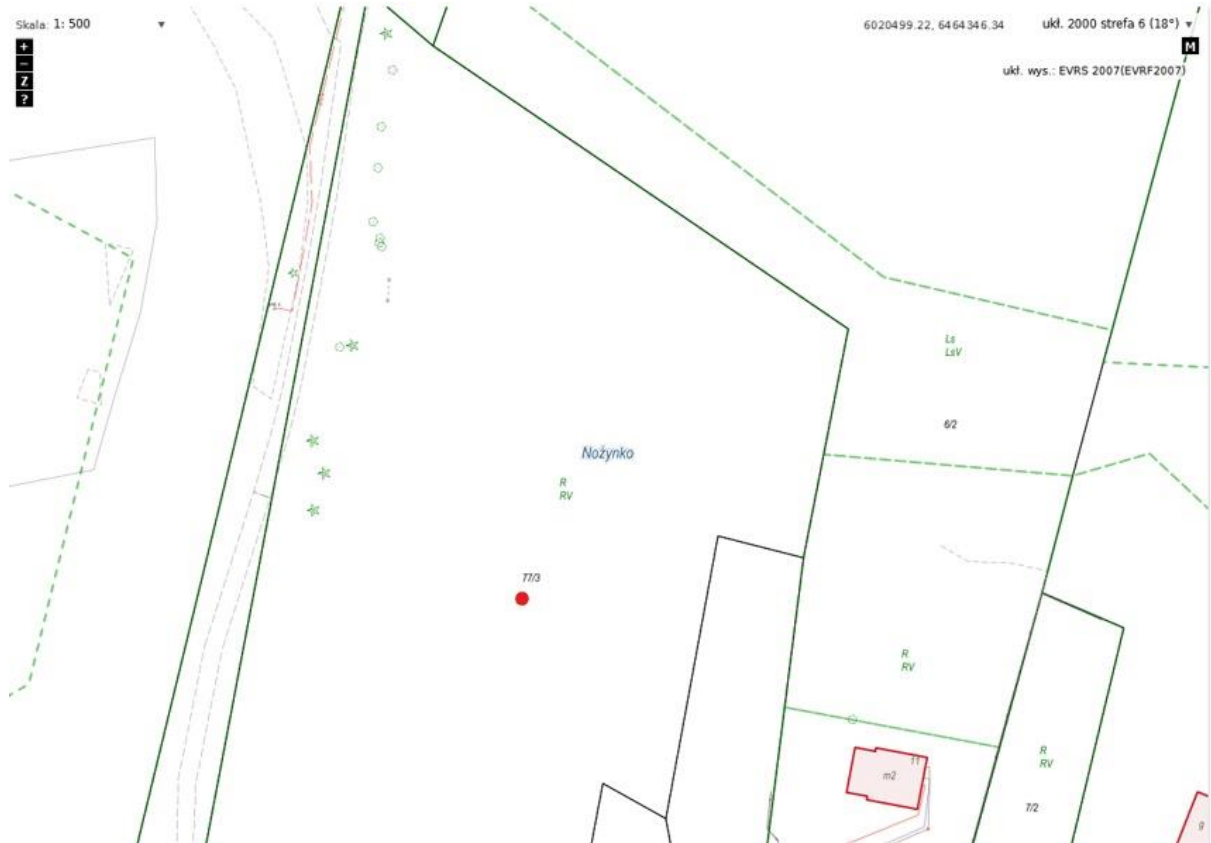 Skala: 1: 500
6020499.22, 6464346.34
ukł. 2000 strefa 6 (18°)
+
−
Z
?
M
ukł. wys.: EVRS 2007(EVRF2007)
Ls
LsV
6/2
Nożynko
R
RV
77/3
R
RV
11
m2
R
RV
7/2
g